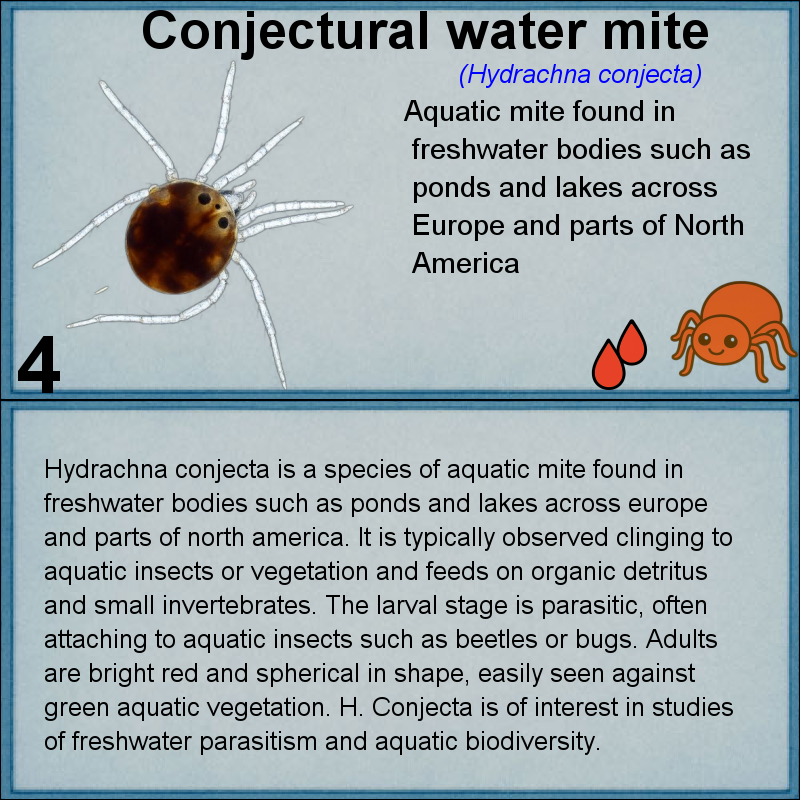 Conjectural water mite
(Hydrachna conjecta)
Aquatic mite found in
freshwater bodies such as
ponds and lakes across
Europe and parts of North
America
4
Hydrachna conjecta is a species of aquatic mite found in
freshwater bodies such as ponds and lakes across europe
and parts of north america. It is typically observed clinging to
aquatic insects or vegetation and feeds on organic detritus
and small invertebrates. The larval stage is parasitic, often
attaching to aquatic insects such as beetles or bugs. Adults
are bright red and spherical in shape, easily seen against
green aquatic vegetation. H. Conjecta is of interest in studies
of freshwater parasitism and aquatic biodiversity.